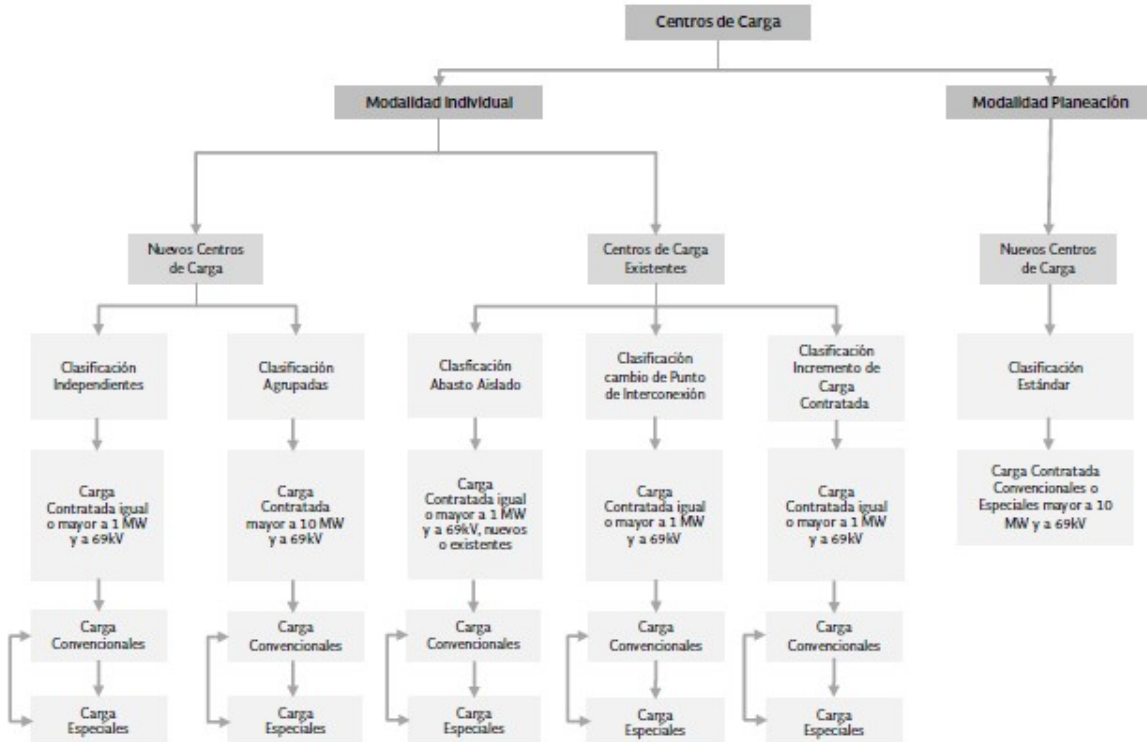 Centros de Carga
Modalidad Individual
Modalidad Planeación
Nuevos Centros
de Carga
Centros de Carga
Existentes
Nuevos Centros
de Carga
Clasificación
Independientes
Clasificación
Agrupadas
Clasficación
Abasto Aislado
Clasificación
cambio de Punto
de Interconexión
Clasificación
Incremento de
Carga
Contratada
Clasificación
Estándar
Carga
Contratada igual
o mayor a 1 MW
y a 69kV
Carga
Contratada
mayor a 10 MW
y a 69kV
Carga
Contratada igual
o mayor a 1 MW
y a 69kV, nuevos
o existentes
Carga
Contratada igual
o mayor a 1 MW
y a 69kV
Carga
Contratada igual
o mayor a 1 MW
y a 69kV
Carga Contratada
Convencionales o
Especiales mayor a 10
MW y a 69kV
Carga
Convencionales
Carga
Convencionales
Carga
Convencionales
Carga
Convencionales
Carga
Convencionales
Carga
Especiales
Carga
Especiales
Carga
Especiales
Carga
Especiales
Carga
Especiales